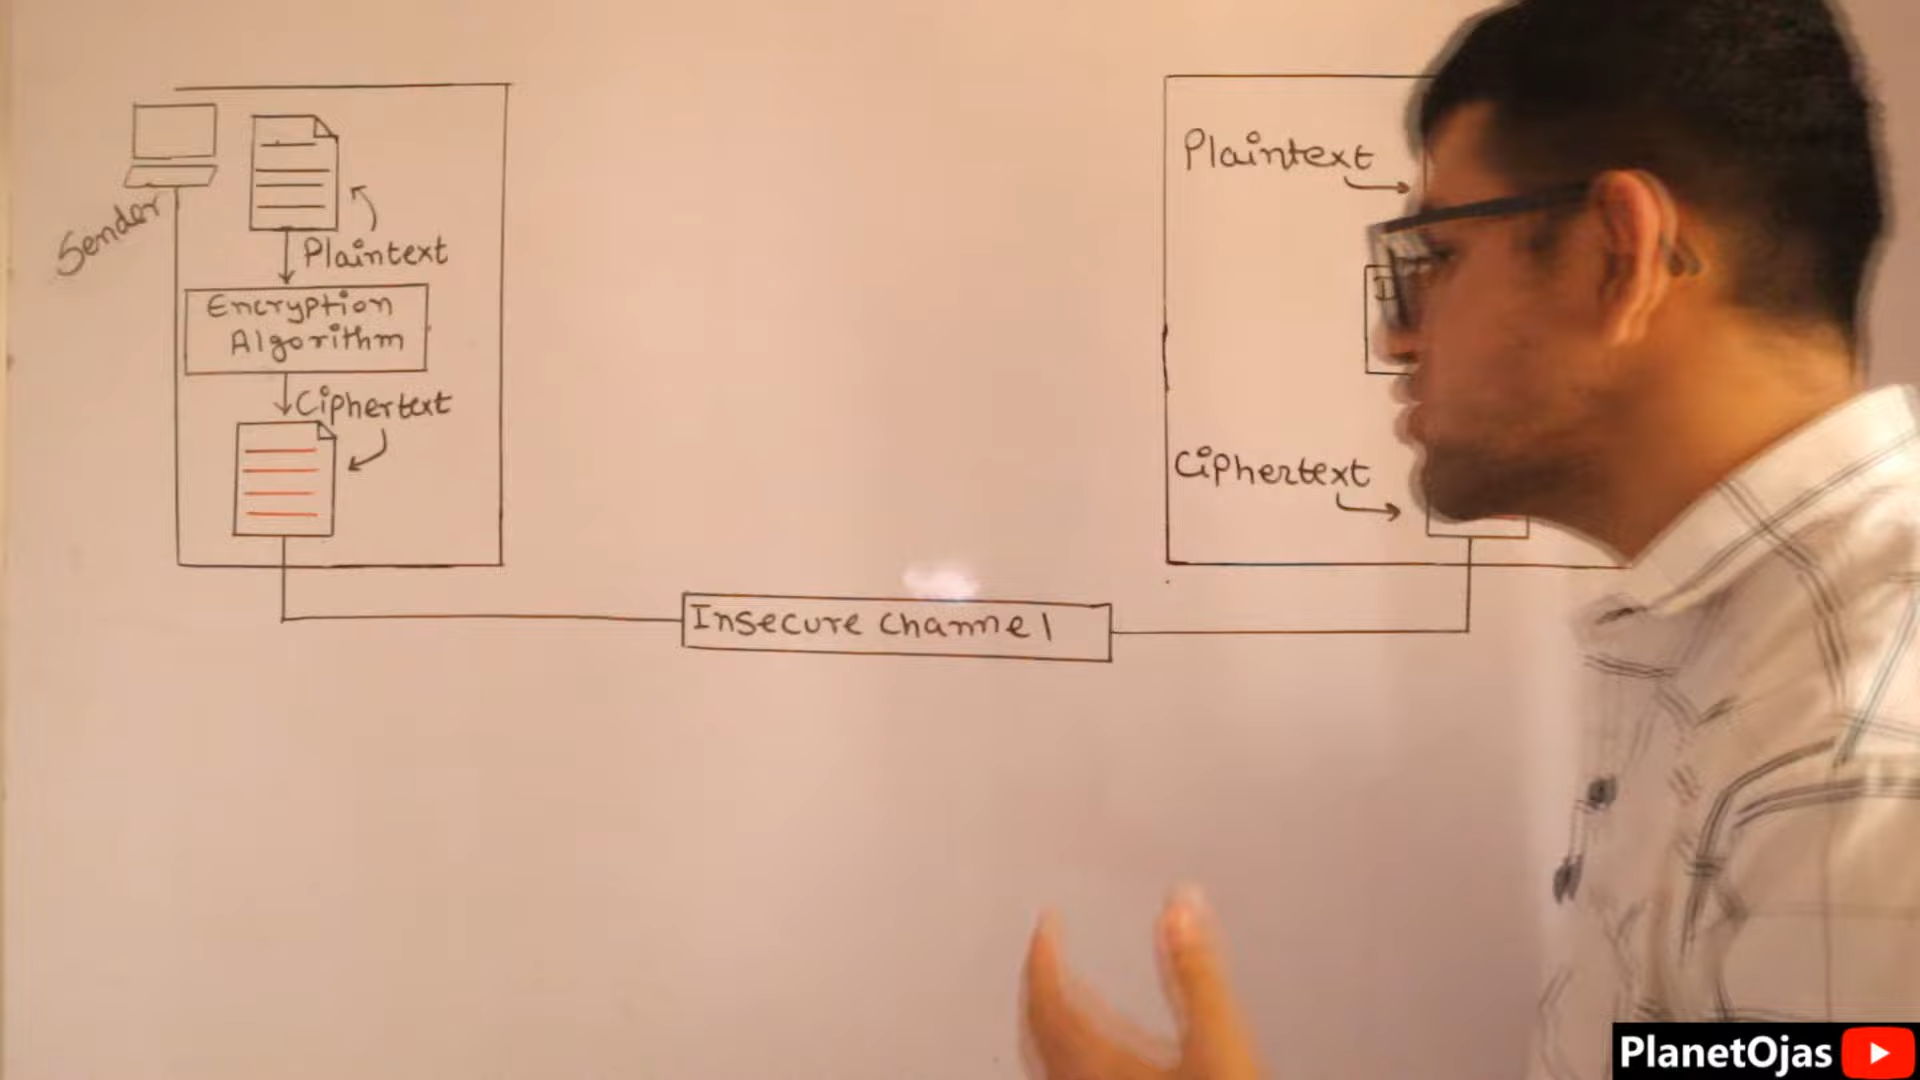 Sender
Plaintext
Encryption
Algorithm
Ciphertext
Insecure Channel
Plaintext
Ciphertext
PlanetOjas